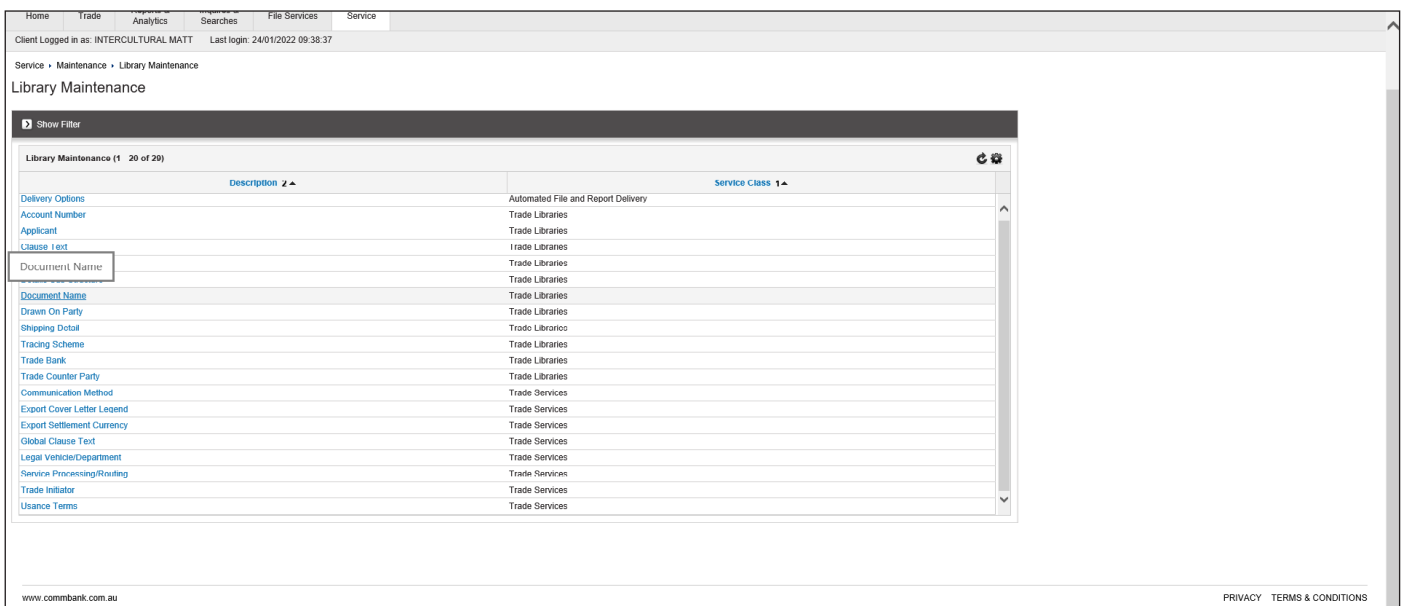 Home Trade Analytics Searches File Services Service
Client Logged in as: INTERCULTURAL MATT Last login: 24/01/2022 09:38:37
Service Maintenance Library Maintenance
Library Maintenance
Show Filter
Library Maintenance (1 20 of 29)
Description 2 Service Class 1
Delivery Options Automated File and Report Delivery
Account Number Trade Libraries
Applicant Trade Libraries
Clause Text Trade Libraries
Document Name Trade Libraries
Trade Libraries
Document Name Trade Libraries
Drawn On Party Trade Libraries
Shipping Detail Trade Libraries
Tracing Scheme Trade Libraries
Trade Bank Trade Libraries
Trade Counter Party Trade Libraries
Communication Method Trade Services
Export Cover Letter Legend Trade Services
Export Settlement Currency Trade Services
Global Clause Text Trade Services
Legal Vehicle/Department Trade Services
Service Processing/Routing Trade Services
Trade Initiator Trade Services
Usance Terms Trade Services
www.commbank.com.au PRIVACY TERMS & CONDITIONS